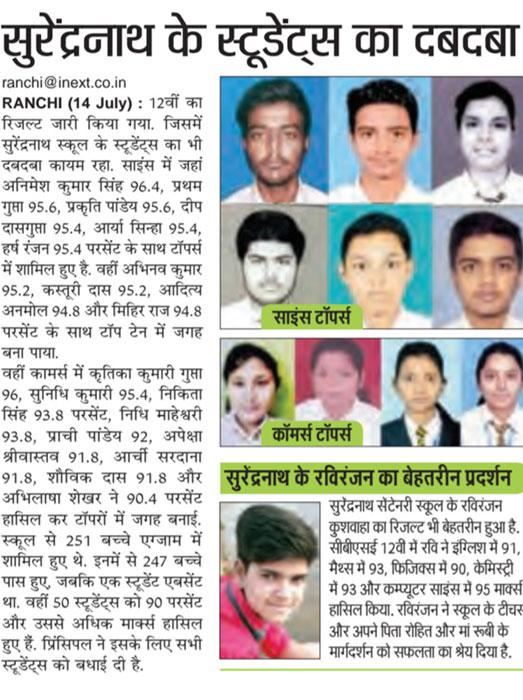 सुरेंद्रनाथ के स्टूडेंट्स का दबदबा
ranchi@inext.co.in
RANCHI (14 July) : 12वीं का
रिजल्ट जारी किया गया. जिसमें
सुरेंद्रनाथ स्कूल के स्टूडेंट्स का भी
दबदबा कायम रहा. साइंस में जहां
अनिमेश कुमार सिंह 96.4, प्रथम
गुप्ता 95.6, प्रकृति पांडेय 95.6, दीप
दासगुप्ता 95.4, आर्या सिन्हा 95.4,
हर्ष रंजन 95.4 परसेंट के साथ टॉपर्स
में शामिल हुए है. वहीं अभिनव कुमार
95.2, कस्तूरी दास 95.2, आदित्य
अनमोल 94.8 और मिहिर राज 94.8
परसेंट के साथ टॉप टेन में जगह
बना पाया.
वहीं कामर्स में कृतिका कुमारी गुप्ता
96, सुनिधि कुमारी 95.4, निकिता
सिंह 93.8 परसेंट, निधि माहेश्वरी
93.8, प्राची पांडेय 92, अपेक्षा
श्रीवास्तव 91.8, आर्ची सरदाना
91.8, शौविक दास 91.8 और
अभिलाषा शेखर ने 90.4 परसेंट
हासिल कर टॉपरों में जगह बनाई.
स्कूल से 251 बच्चे एग्जाम में
शामिल हुए थे. इनमें से 247 बच्चे
पास हुए, जबकि एक स्टूडेंट एबसेंट
था. वहीं 50 स्टूडेंट्स को 90 परसेंट
और उससे अधिक मार्क्स हासिल
हुए हैं. प्रिंसिपल ने इसके लिए सभी
स्टूडेंट्स को बधाई दी है.
साइंस टॉपर्स
कॉमर्स टॉपर्स
सुरेंद्रनाथ के रविरंजन का बेहतरीन प्रदर्शन
सुरेंद्रनाथ सेंटेनरी स्कूल के रविरंजन
कुशवाहा का रिजल्ट भी बेहतरीन हुआ है.
सीबीएसई 12वीं में रवि ने इंग्लिश में 91,
मैथ्स में 93, फिजिक्स में 90, केमिस्ट्री
में 93 और कम्प्यूटर साइंस में 95 मार्क्स
हासिल किया. रविरंजन ने स्कूल के टीचर्स
और अपने पिता रोहित और मां रूबी के
मार्गदर्शन को सफलता का श्रेय दिया है.